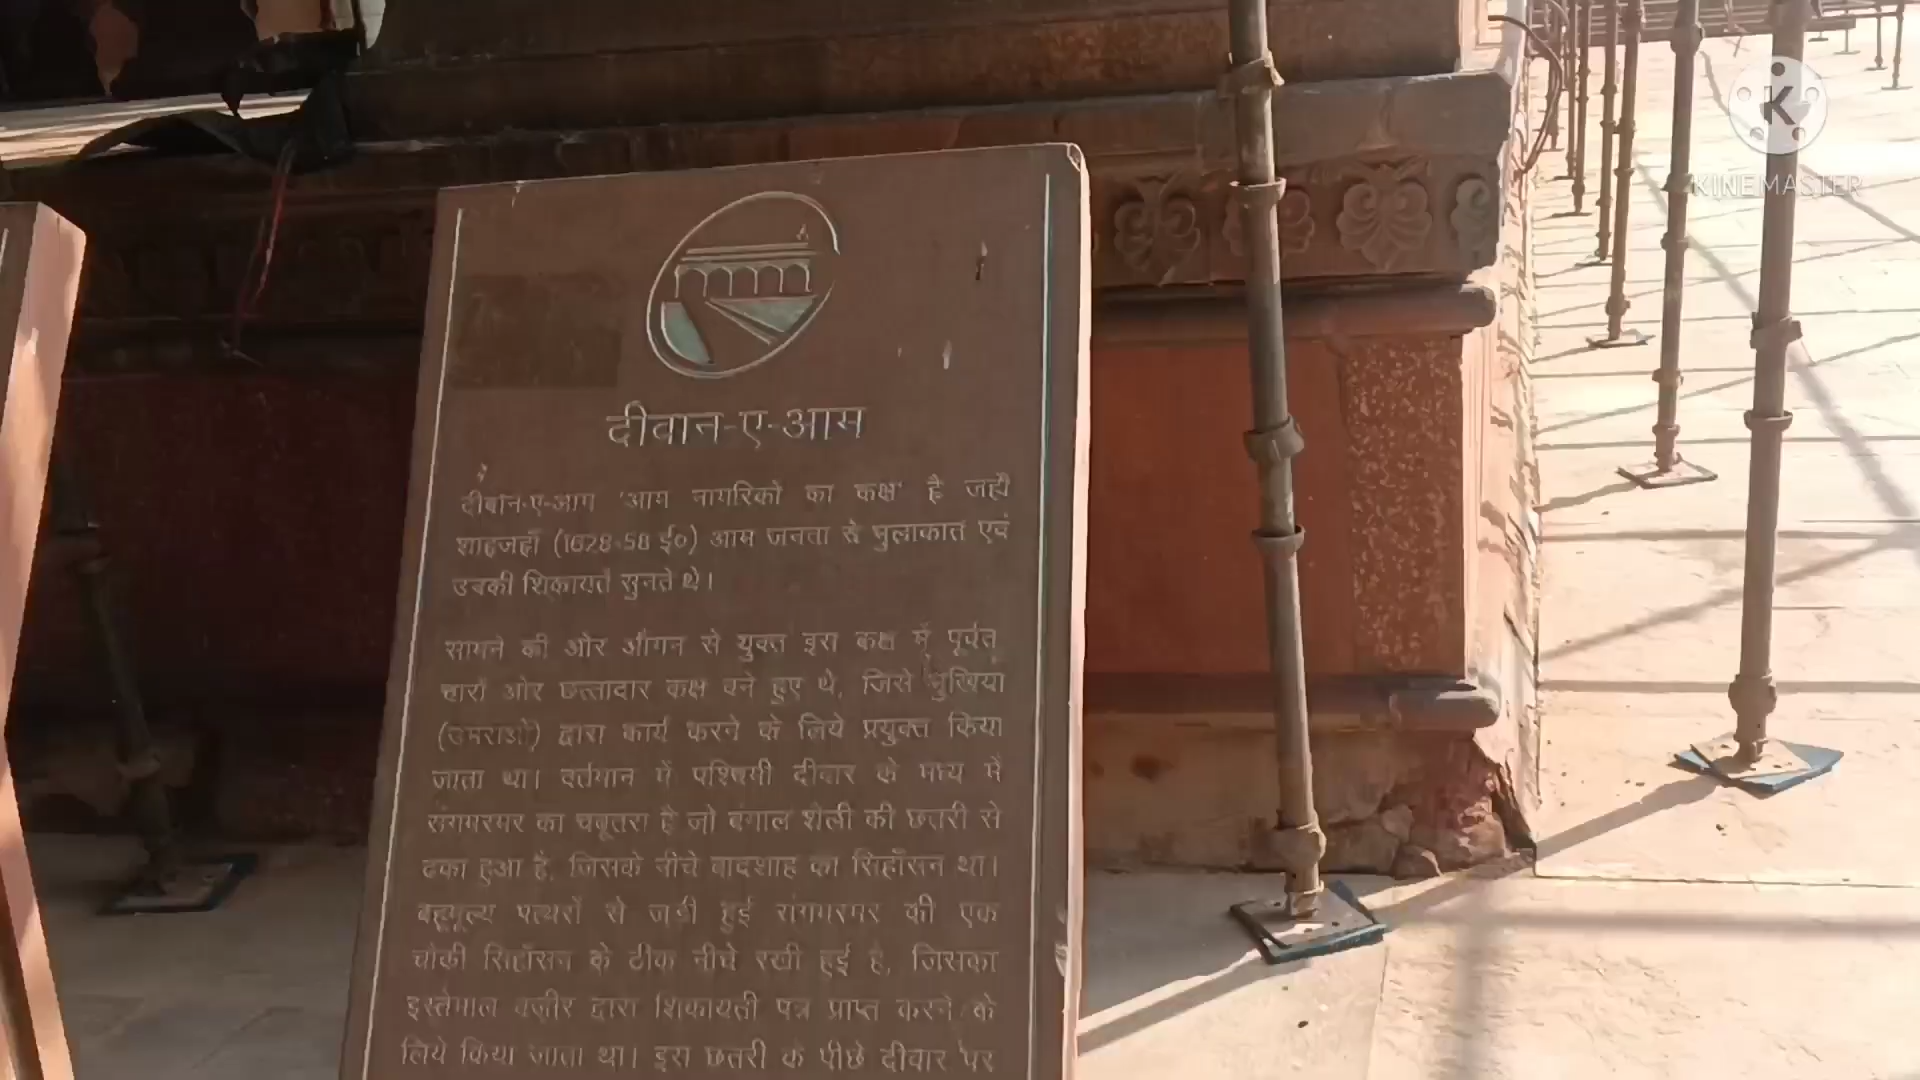 KINEMASTER
दीवान-ए-आम
दीवान-ए-आम 'आम नागरिकों का कक्ष' है जहाँ
शाहजहाँ (1628-58 ई०) आम जनता से मुलाकात एवं
उनकी शिकायतें सुनते थे।
सामने की ओर आँगन से युक्त इस कक्ष में पूर्वत
चारों ओर छत्तादार कक्ष बने हुए थे, जिसे मुखिया
(उमराओं) द्वारा कार्य करने के लिये प्रयुक्त किया
जाता था। वर्तमान में पश्चिमी दीवार के मध्य में
संगमरमर का चबूतरा है जो बंगाल शैली की छतरी से
ढका हुआ है, जिसके नीचे बादशाह का सिहाँसन था।
बहूमूल्य पत्थरों से जड़ी हुई संगमरमर की एक
चौकी सिहाँसन के ठीक नीचे रखी हुई है, जिसका
इस्तेमाल वज़ीर द्वारा शिकायती पत्र प्राप्त करने के
लिये किया जाता था। इस छतरी के पीछे दीवार पर